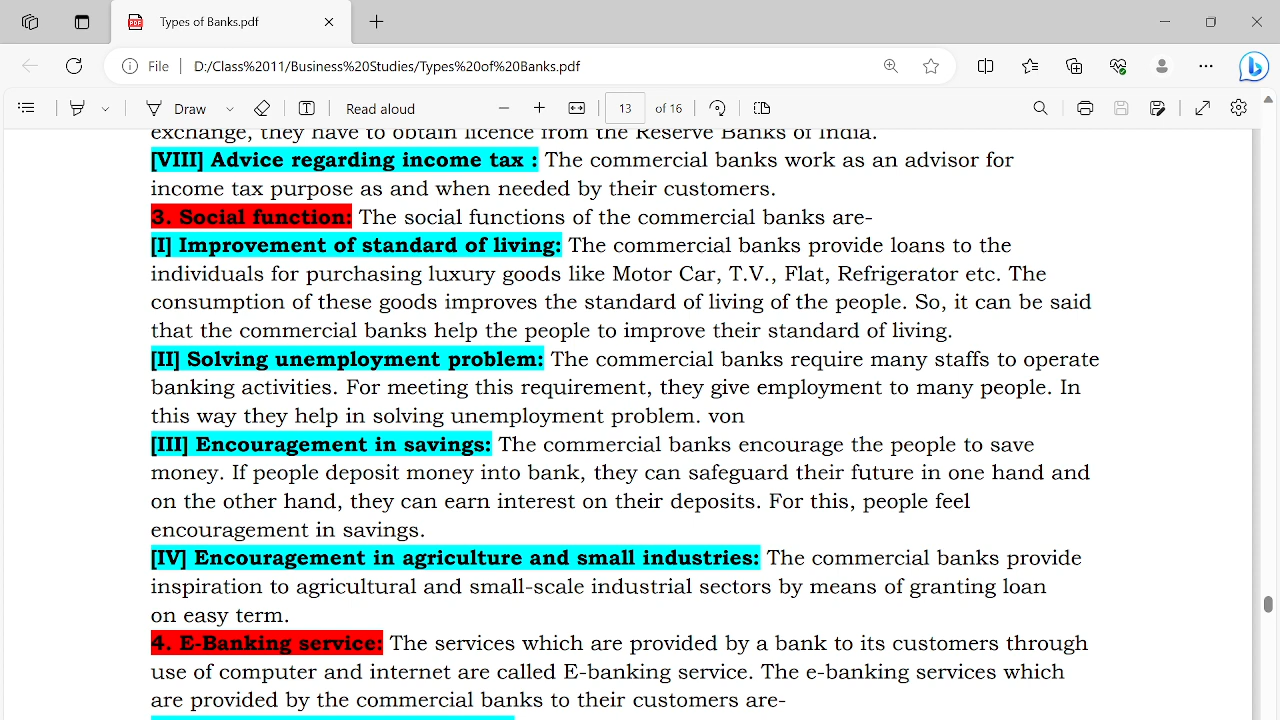 Types of Banks.pdf
File | D:/Class%2011/Business%20Studies/Types%20of%20Bank.pdf
Draw Read aloud 13 of 16
exchange, they have to obtain licence from the Reserve Banks of India.
[VIII] Advice regarding income tax : The commercial banks work as an advisor for
income tax purpose as and when needed by their customers.
3. Social function: The social functions of the commercial banks are-
[I] Improvement of standard of living: The commercial banks provide loans to the
individuals for purchasing luxury goods like Motor Car, T.V., Flat, Refrigerator etc. The
consumption of these goods improves the standard of living of the people. So, it can be said
that the commercial banks help the people to improve their standard of living.
[II] Solving unemployment problem: The commercial banks require many staffs to operate
banking activities. For meeting this requirement, they give employment to many people. In
this way they help in solving unemployment problem. von
[III] Encouragement in savings: The commercial banks encourage the people to save
money. If people deposit money into bank, they can safeguard their future in one hand and
on the other hand, they can earn interest on their deposits. For this, people feel
encouragement in savings.
[IV] Encouragement in agriculture and small industries: The commercial banks provide
inspiration to agricultural and small-scale industrial sectors by means of granting loan
on easy term.
4. E-Banking service: The services which are provided by a bank to its customers through
use of computer and internet are called E-banking service. The e-banking services which
are provided by the commercial banks to their customers are-